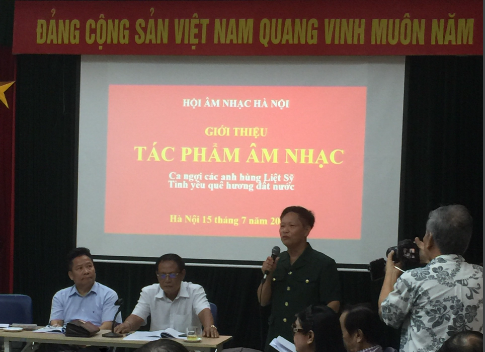 ĐẢNG CỘNG SẢN VIỆT NAM QUANG VINH MUÔN NĂM
HỘI ÂM NHẠC HÀ NỘI
GIỚI THIỆU
TÁC PHẨM ÂM NHẠC
Ca ngợi các anh hùng Liệt Sỹ
Tình yêu quê hương đất nước
Hà Nội 15 tháng 7 năm 20